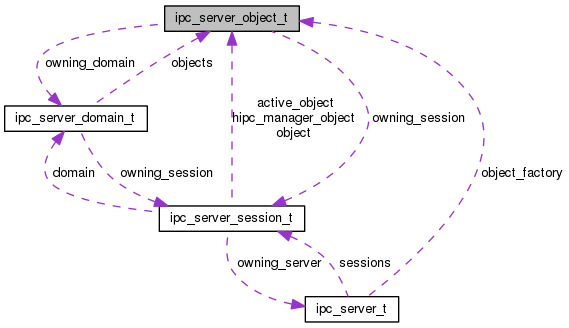 ipc_server_object_t
owning_domain
objects
active_object
hipc_manager_object
object
owning_session
ipc_server_domain_t
domain
owning_session
object_factory
ipc_server_session_t
owning_server
sessions
ipc_server_t